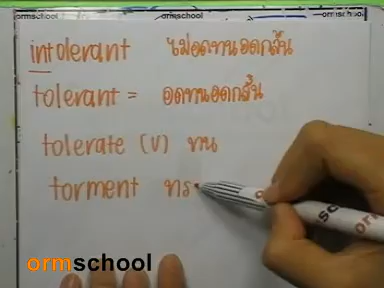 ormschool ormschool ormschool
intolerant ไม่อดทนอดกลั้น
tolerant = อดทนอดกลั้น
tolerate (v) ทน
torment ทร
ormschool